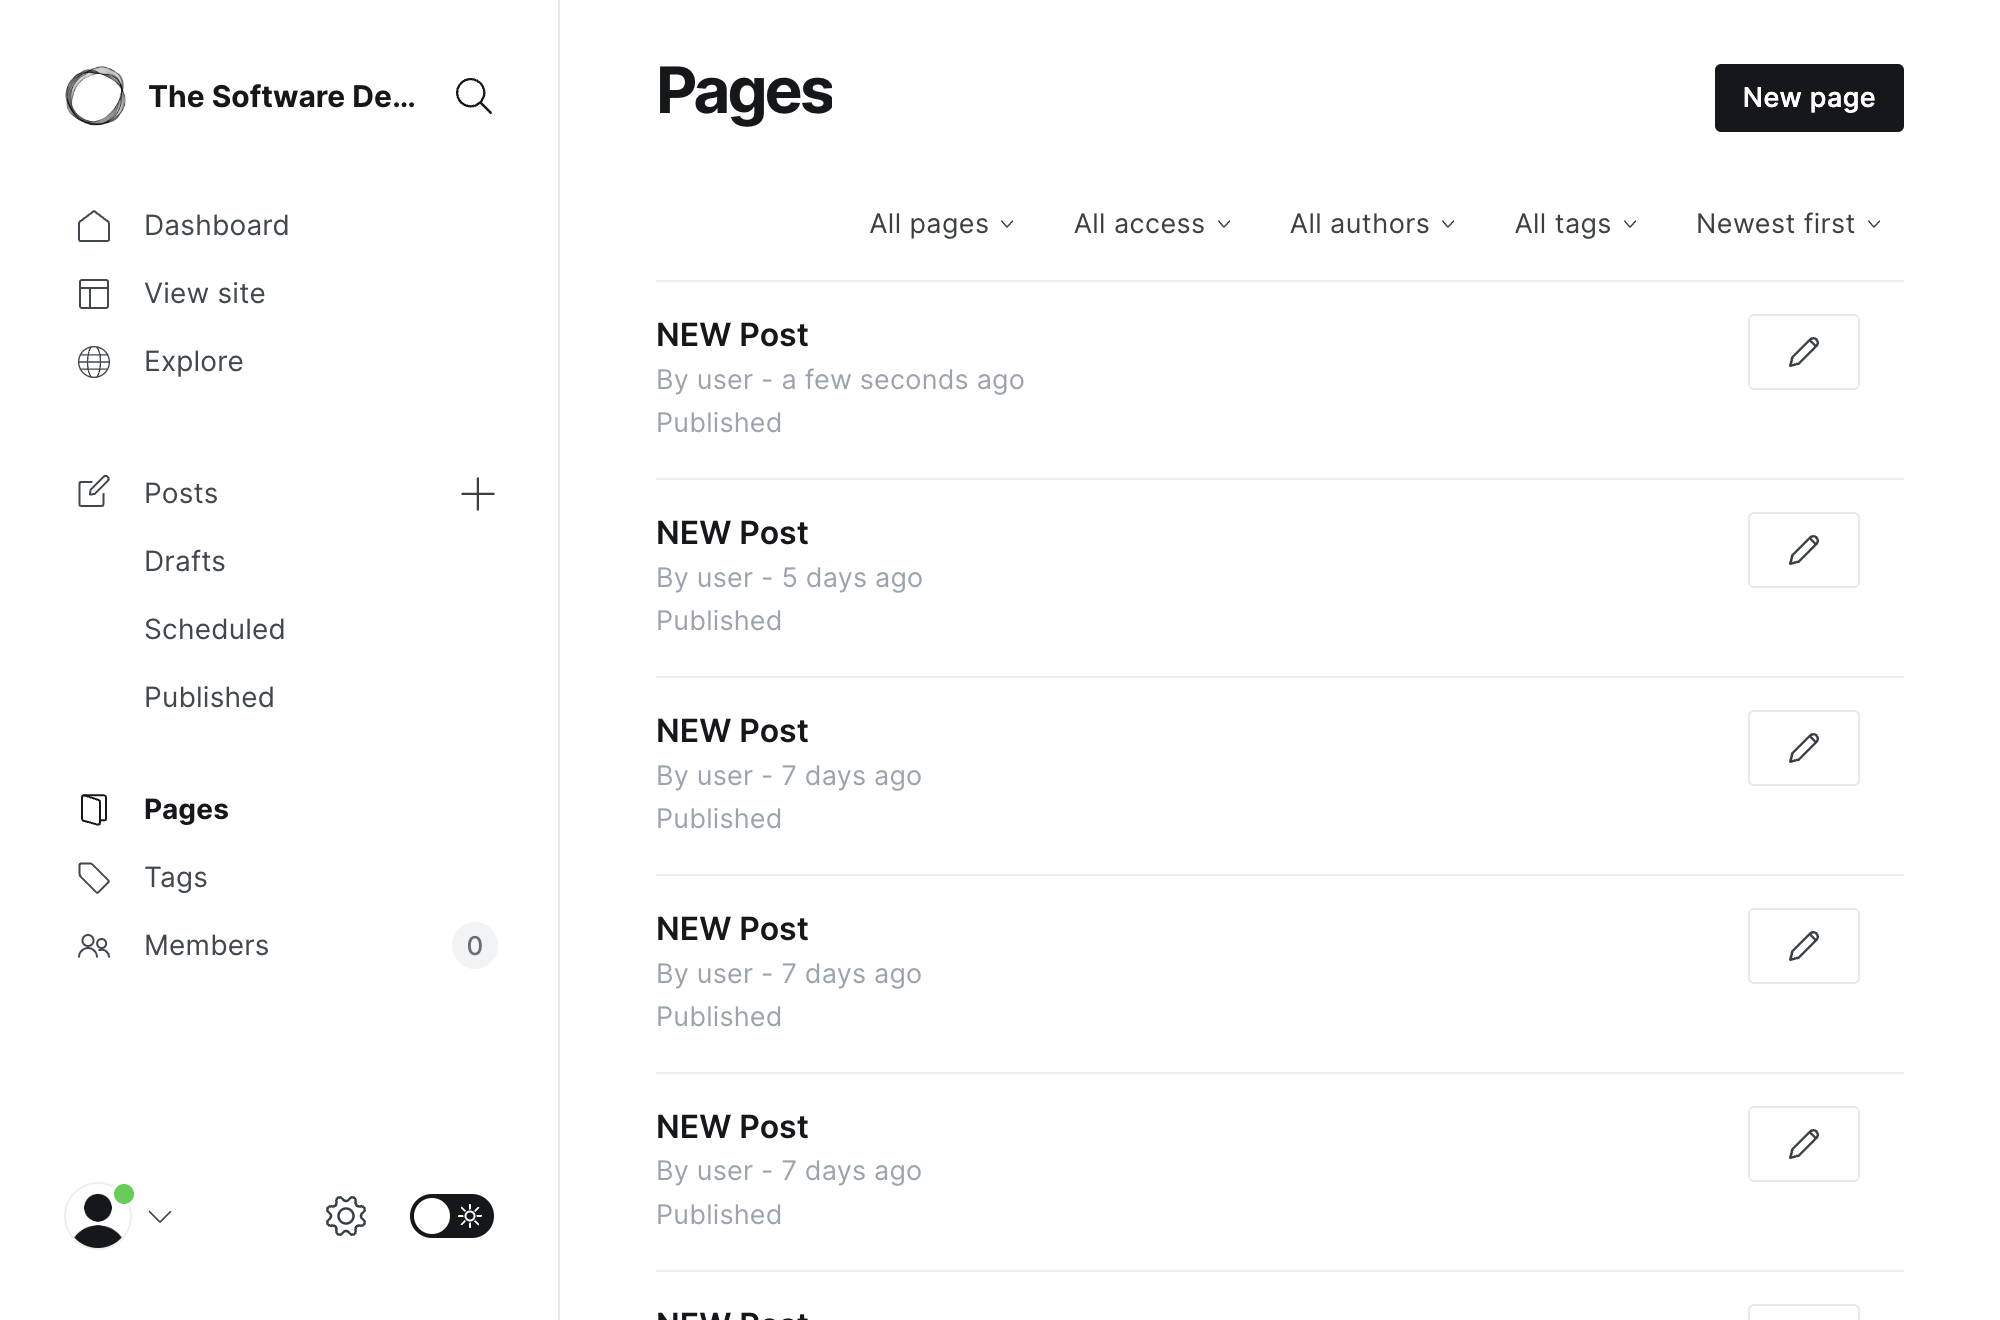 The Software De...
Dashboard
View site
Explore
Posts
Drafts
Scheduled
Published
Pages
Tags
Members
0
Pages
New page
All pages
All access
All authors
All tags
Newest first
NEW Post
By user - a few seconds ago
Published
NEW Post
By user - 5 days ago
Published
NEW Post
By user - 7 days ago
Published
NEW Post
By user - 7 days ago
Published
NEW Post
By user - 7 days ago
Published
NEW Post